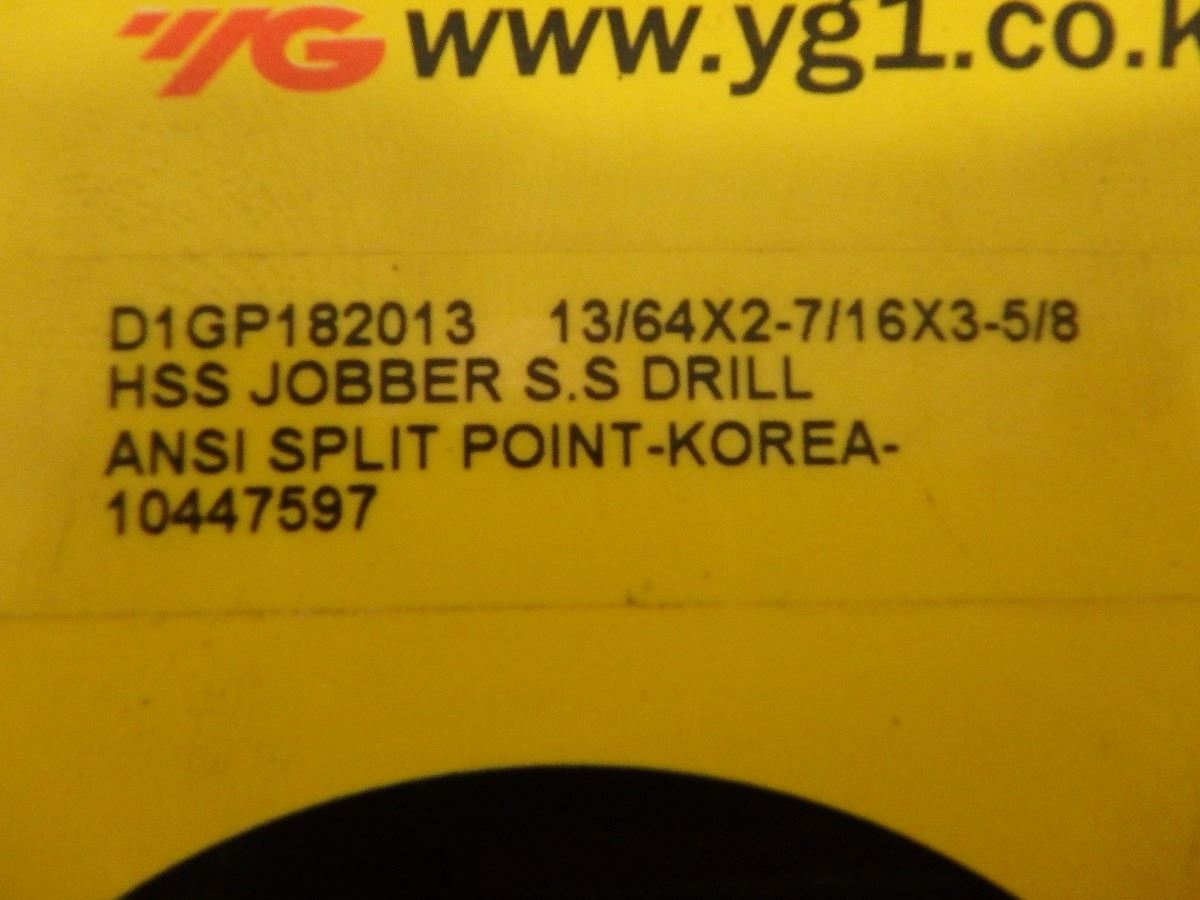 YG www.yg1.co.k
D1GP182013 13/64X2-7/16X3-5/8
HSS JOBBER S.S DRILL
ANSI SPLIT POINT-KOREA-
10447597